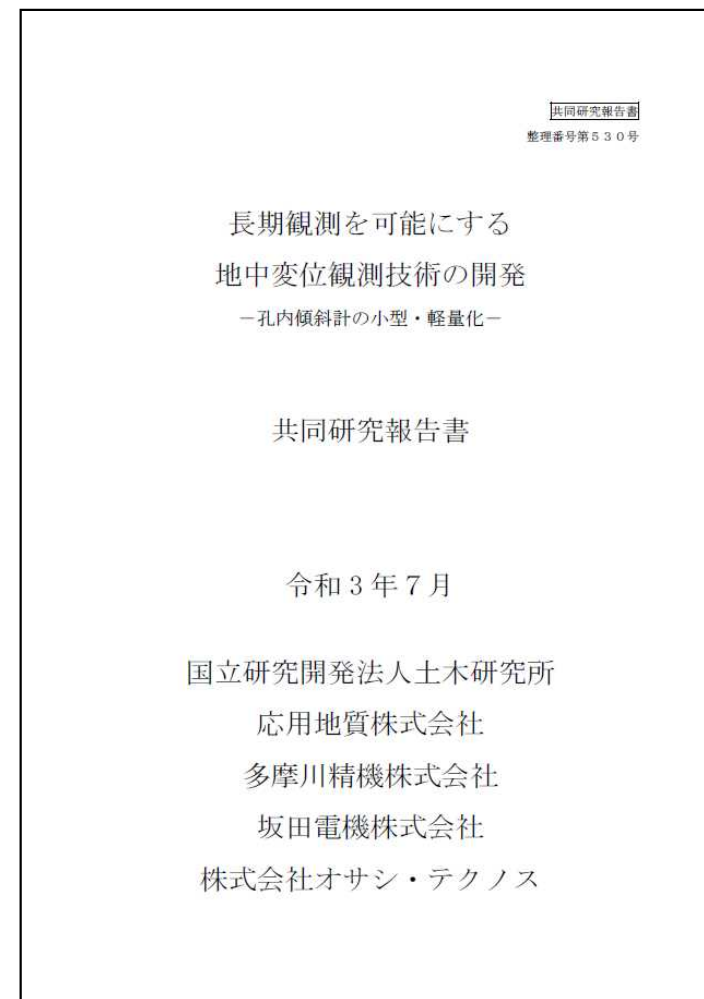 共同研究報告書
整理番号第５３０号
長期観測を可能にする
地中変位観測技術の開発
－孔内傾斜計の小型・軽量化－
共同研究報告書
令和３年７月
国立研究開発法人土木研究所
応用地質株式会社
多摩川精機株式会社
坂田電機株式会社
株式会社オサシ・テクノス